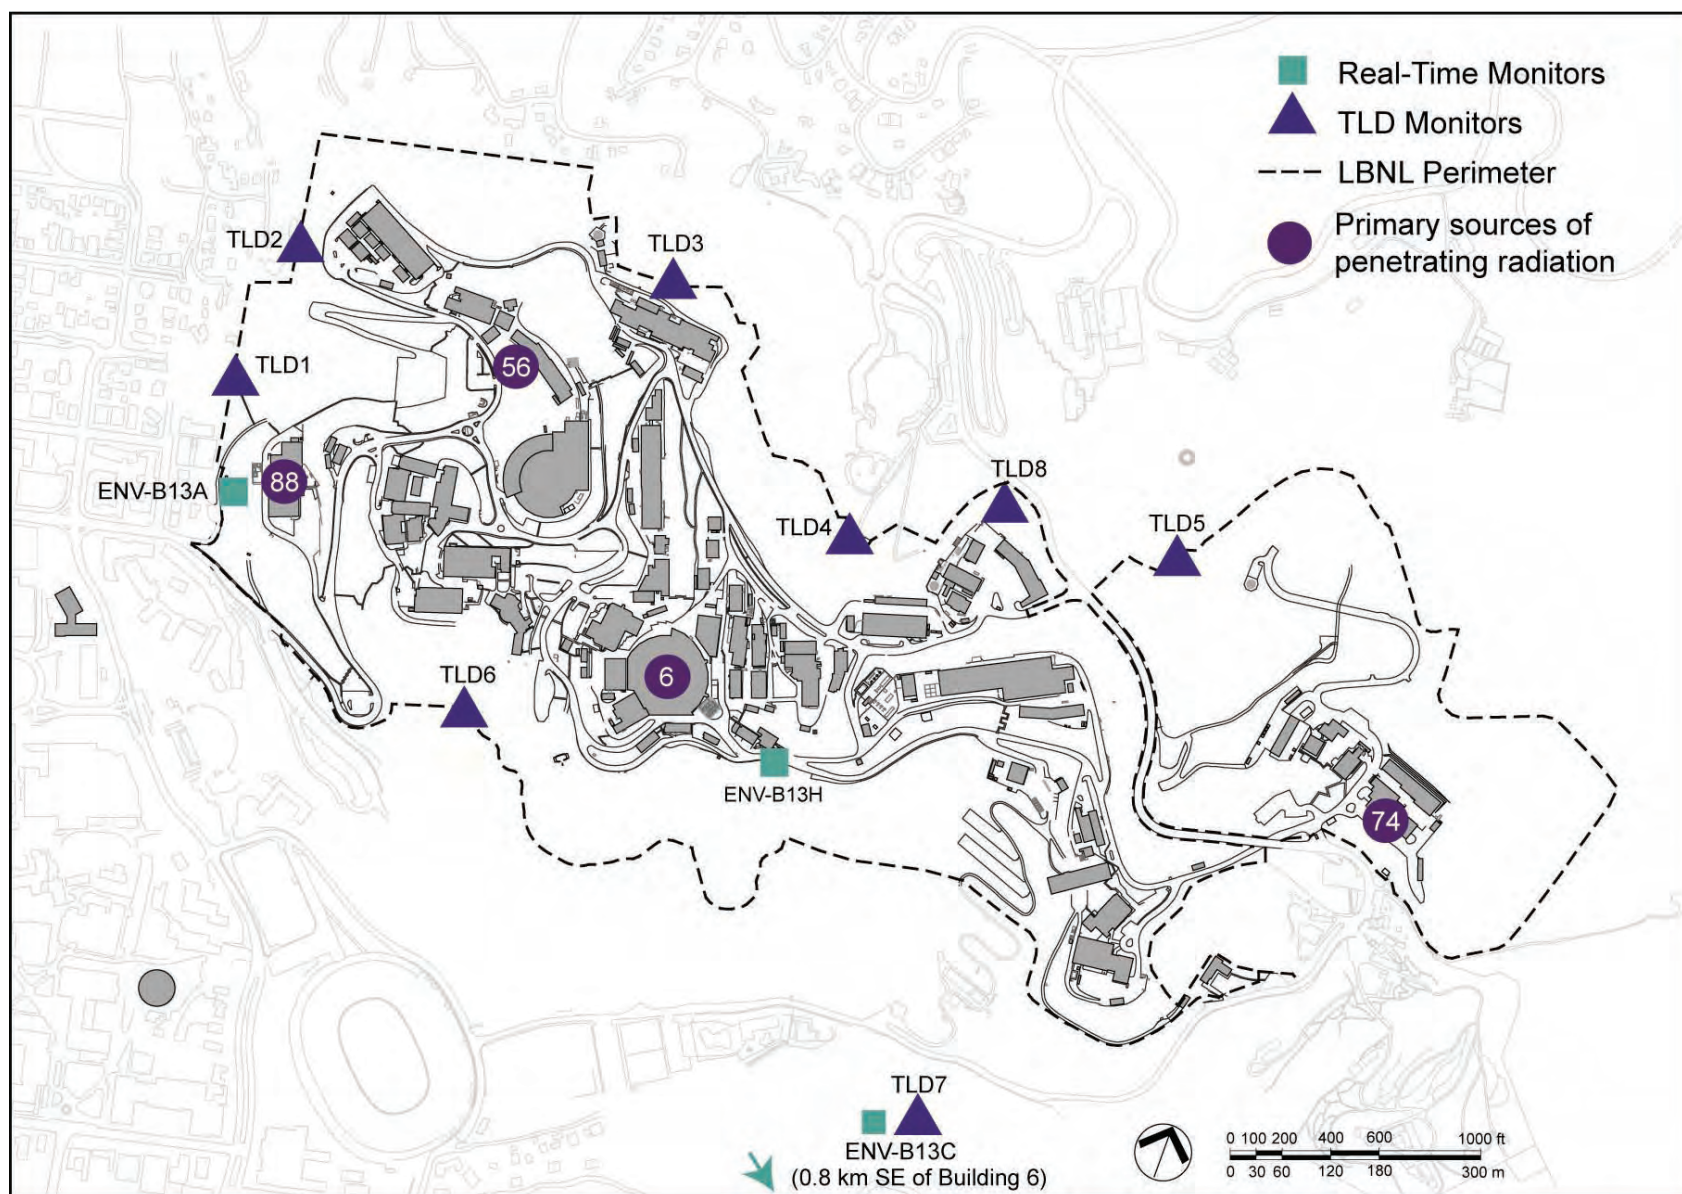 Real-Time Monitors
TLD Monitors
LBNL Perimeter
Primary sources of
penetrating radiation
TLD2
TLD3
56
TLD1
TLD8
88
ENV-B13A
TLD4
TLD5
TLD6
6
ENV-B13H
74
TLD7
ENV-B13C
(0.8 km SE of Building 6)
0 100 200 400 600 1000 ft
0 30 60 120 180 300 m